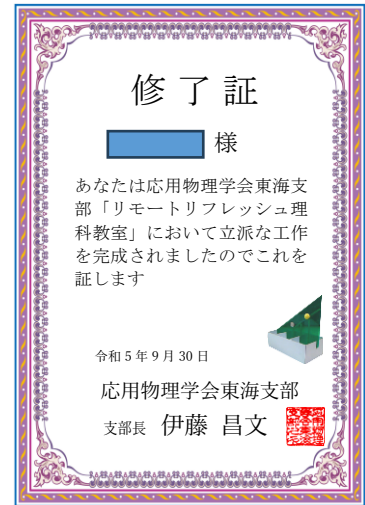 修了証
様
あなたは応用物理学会東海支
部「リモートリフレッシュ理
科教室」において立派な工作
を完成されましたのでこれを
証します
令和5年9月30日
応用物理学会東海支部
支部長 伊藤 昌文